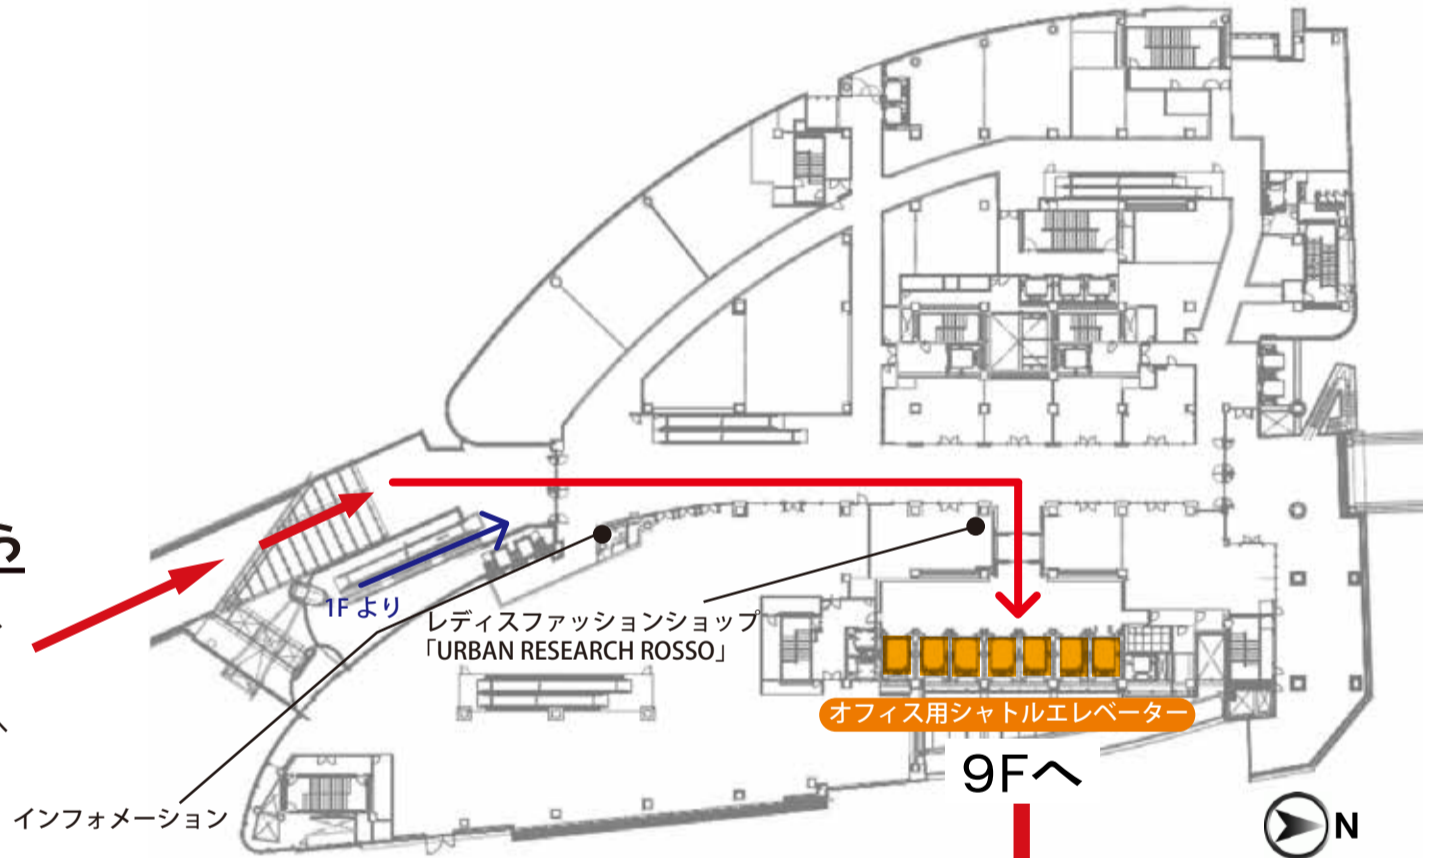 ら
1F より
レディスファッションショップ
「URBAN RESEARCH ROSSO」
オフィス用シャトルエレベーター
9Fへ
インフォメーション
N